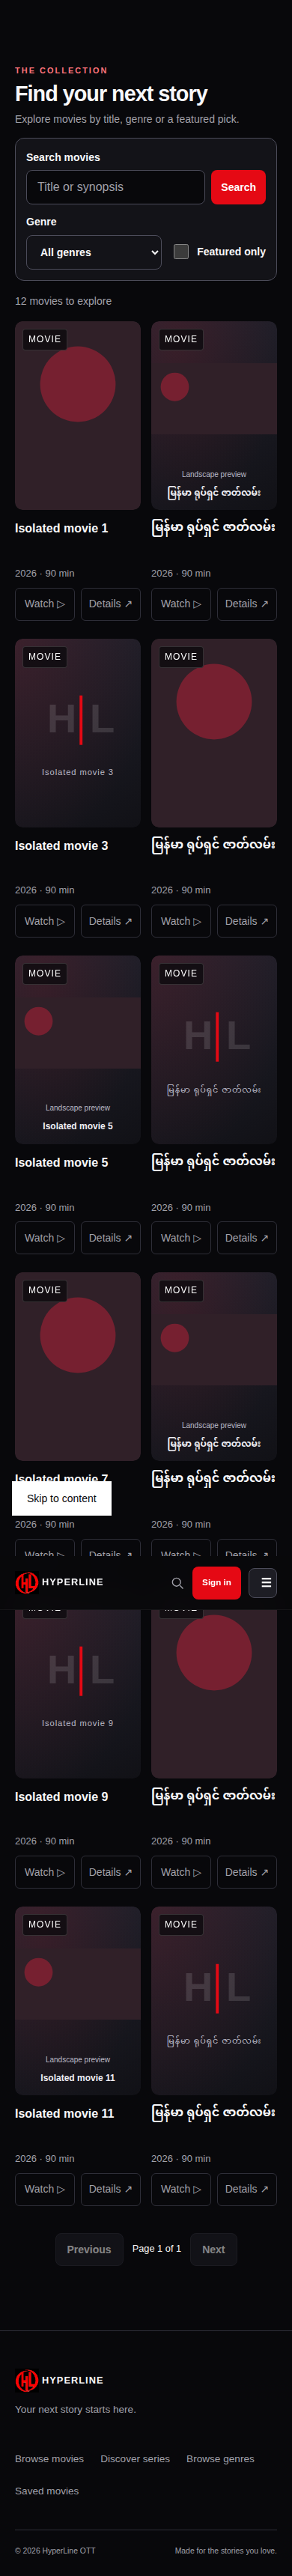 THE COLLECTION
Find your next story
Explore movies by title, genre or a featured pick.
Search movies
Title or synopsis
Search
Genre
All genres
Featured only
12 movies to explore
MOVIE
MOVIE
Landscape preview
မြန်မာ ရုပ်ရှင် ဇာတ်လမ်း
Isolated movie 1
မြန်မာ ရုပ်ရှင် ဇာတ်လမ်း
2026 · 90 min
2026 · 90 min
Watch ▷
Details ↗
Watch ▷
Details ↗
MOVIE
MOVIE
H|L
Isolated movie 3
Isolated movie 3
မြန်မာ ရုပ်ရှင် ဇာတ်လမ်း
2026 · 90 min
2026 · 90 min
Watch ▷
Details ↗
Watch ▷
Details ↗
MOVIE
MOVIE
H|L
မြန်မာ ရုပ်ရှင် ဇာတ်လမ်း
Landscape preview
Isolated movie 5
Isolated movie 5
မြန်မာ ရုပ်ရှင် ဇာတ်လမ်း
2026 · 90 min
2026 · 90 min
Watch ▷
Details ↗
Watch ▷
Details ↗
MOVIE
MOVIE
Landscape preview
မြန်မာ ရုပ်ရှင် ဇာတ်လမ်း
Isolated movie 7
မြန်မာ ရုပ်ရှင် ဇာတ်လမ်း
Skip to content
2026 · 90 min
2026 · 90 min
Watch ▷
Details ↗
Watch ▷
Details ↗
HYPERLINE
Sign in
MOVIE
MOVIE
H|L
Isolated movie 9
Isolated movie 9
မြန်မာ ရုပ်ရှင် ဇာတ်လမ်း
2026 · 90 min
2026 · 90 min
Watch ▷
Details ↗
Watch ▷
Details ↗
MOVIE
MOVIE
H|L
မြန်မာ ရုပ်ရှင် ဇာတ်လမ်း
Landscape preview
Isolated movie 11
Isolated movie 11
မြန်မာ ရုပ်ရှင် ဇာတ်လမ်း
2026 · 90 min
2026 · 90 min
Watch ▷
Details ↗
Watch ▷
Details ↗
Previous
Page 1 of 1
Next
HYPERLINE
Your next story starts here.
Browse movies
Discover series
Browse genres
Saved movies
© 2026 HyperLine OTT
Made for the stories you love.